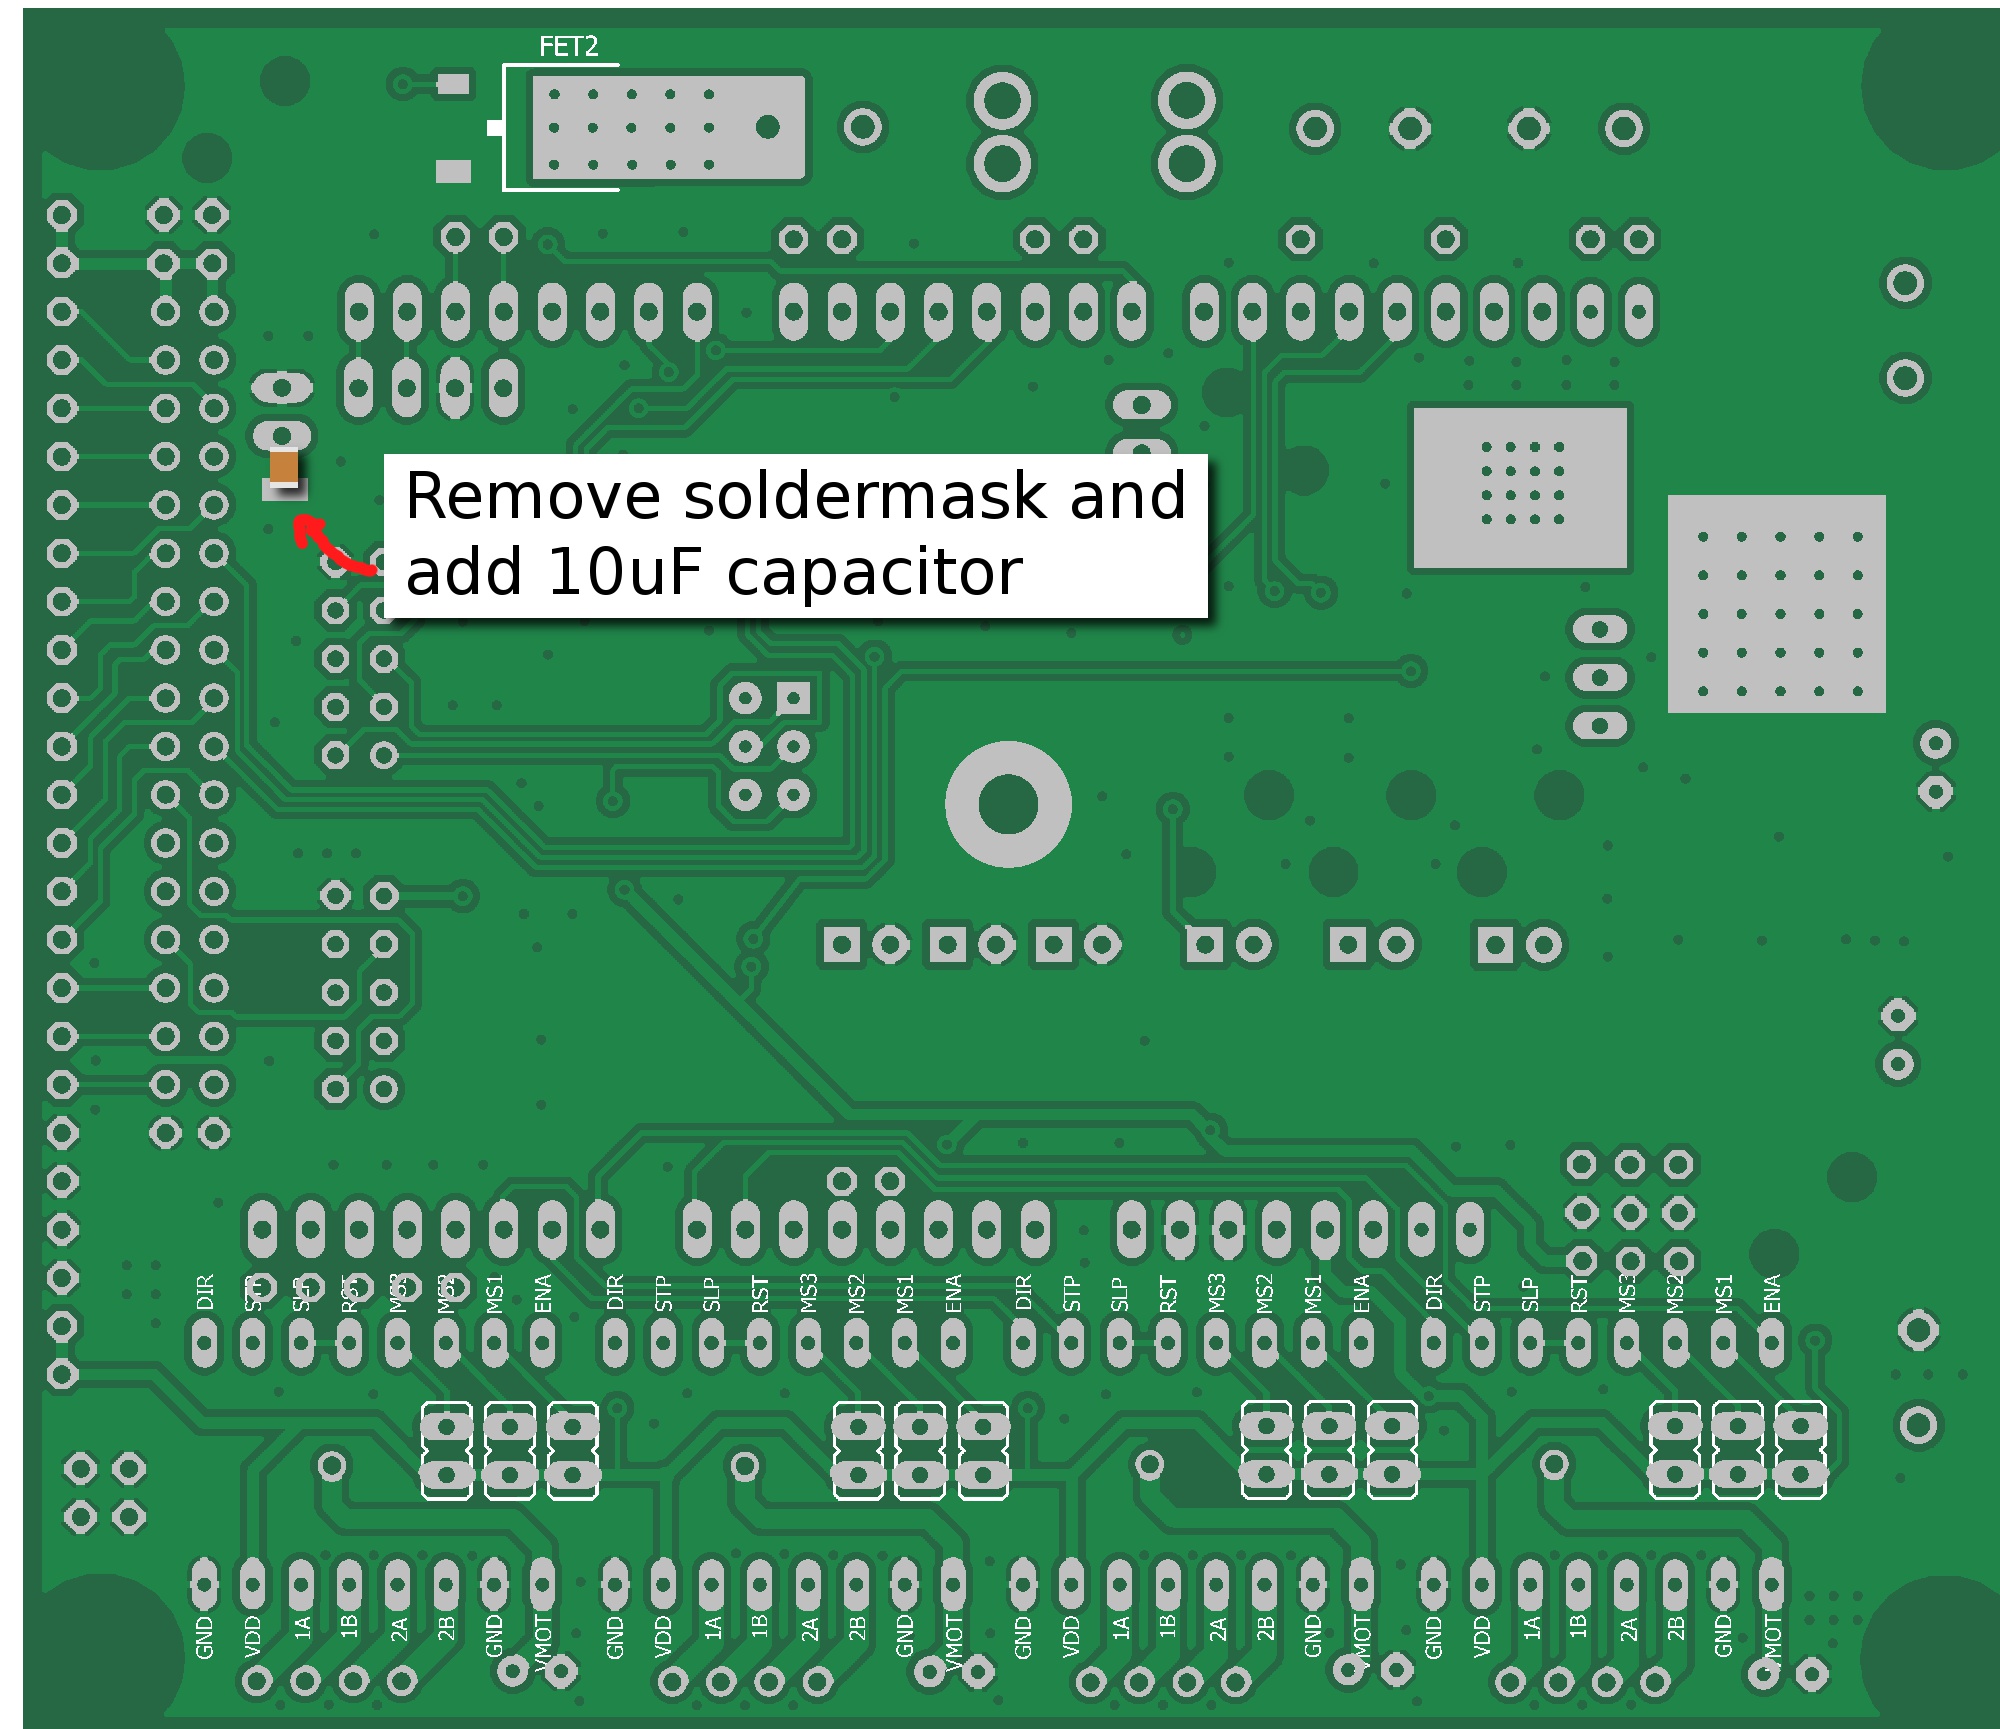 FET2
Remove soldermask and
add 10uF capacitor
DIR STP SLP RST MS3 MS2 MS1 ENA DIR STP SLP RST MS3 MS2 MS1 ENA DIR STP SLP RST MS3 MS2 MS1 ENA DIR STP SLP RST MS3 MS2 MS1 ENA
GND VDD 1A 1B 2A 2B GND VMOT GND VDD 1A 1B 2A 2B GND VMOT GND VDD 1A 1B 2A 2B GND VMOT GND VDD 1A 1B 2A 2B GND VMOT